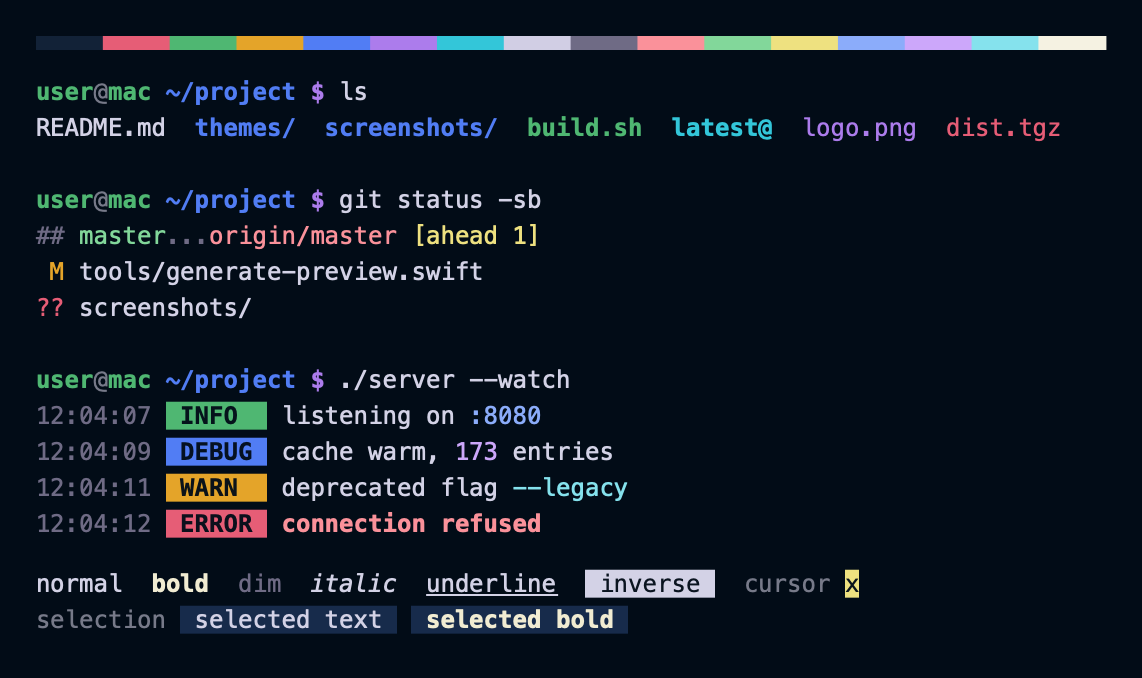 user@mac ~/project $ ls
README.md  themes/  screenshots/  build.sh  latest@  logo.png  dist.tgz
user@mac ~/project $ git status -sb
## master...origin/master [ahead 1]
 M tools/generate-preview.swift
?? screenshots/
user@mac ~/project $ ./server --watch
12:04:07  INFO   listening on :8080
12:04:09  DEBUG  cache warm, 173 entries
12:04:11  WARN   deprecated flag --legacy
12:04:12  ERROR  connection refused
normal  bold  dim  italic  underline  inverse  cursor x
selection  selected text   selected bold